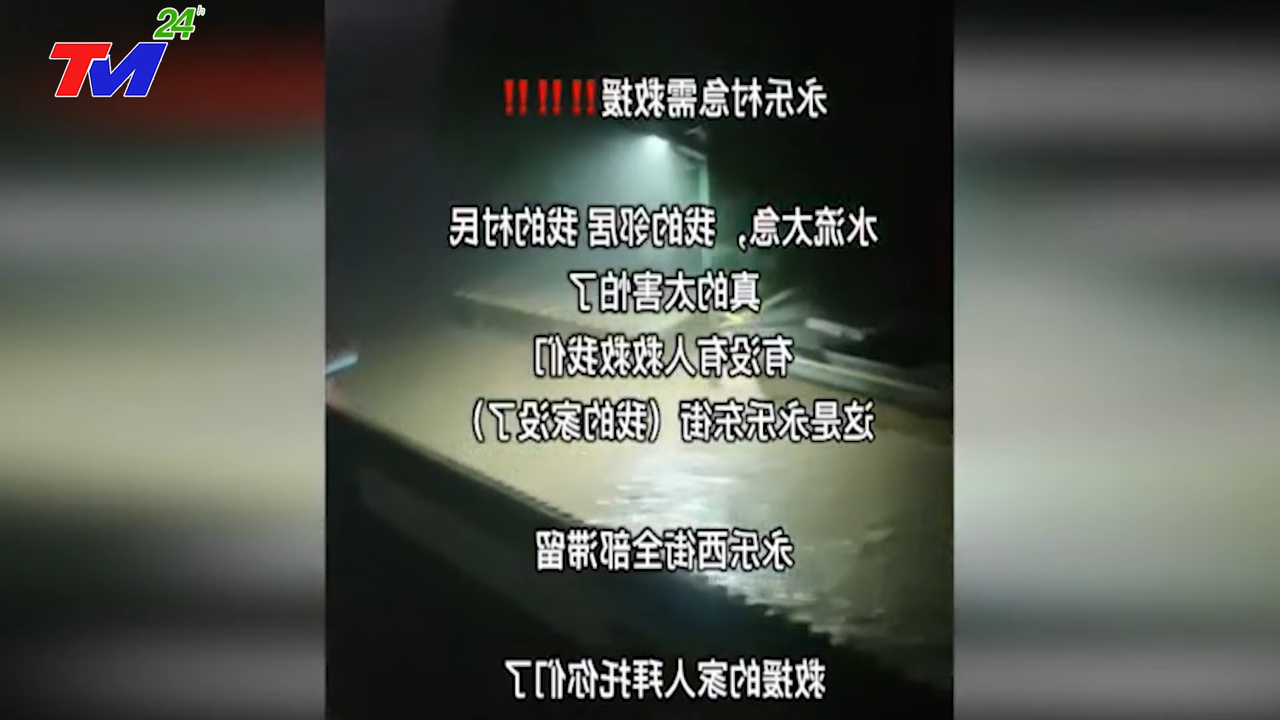 TVM 24h
永乐村急需救援‼️‼️‼️‼️
水流太急，我的邻居 我的村民
真的太害怕了
有没有人救救我们
这是永乐东街（我的家没了）
永乐西街全部滞留
救援的家人拜托你们了